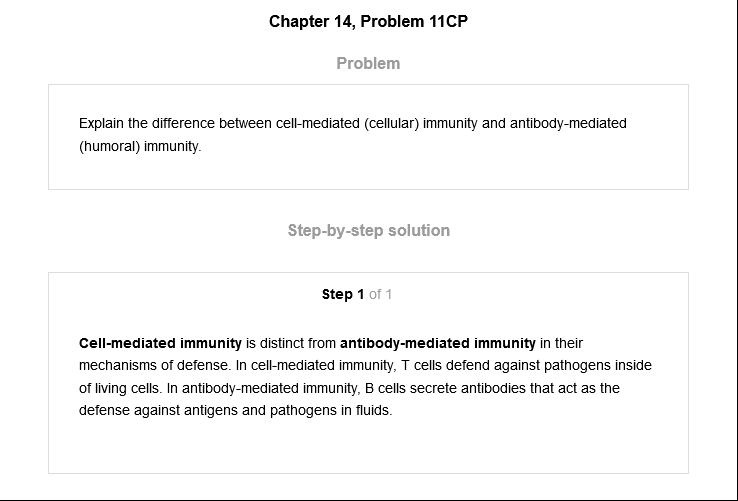 Chapter 14, Problem 11CP
Problem
Explain the difference between cell-mediated (cellular) immunity and antibody-mediated
(humoral) immunity.
Step-by-step solution
Step 1 of 1
Cell-mediated immunity is distinct from antibody-mediated immunity in their
mechanisms of defense. In cell-mediated immunity, T cells defend against pathogens inside
of living cells. In antibody-mediated immunity, B cells secrete antibodies that act as the
defense against antigens and pathogens in fluids.